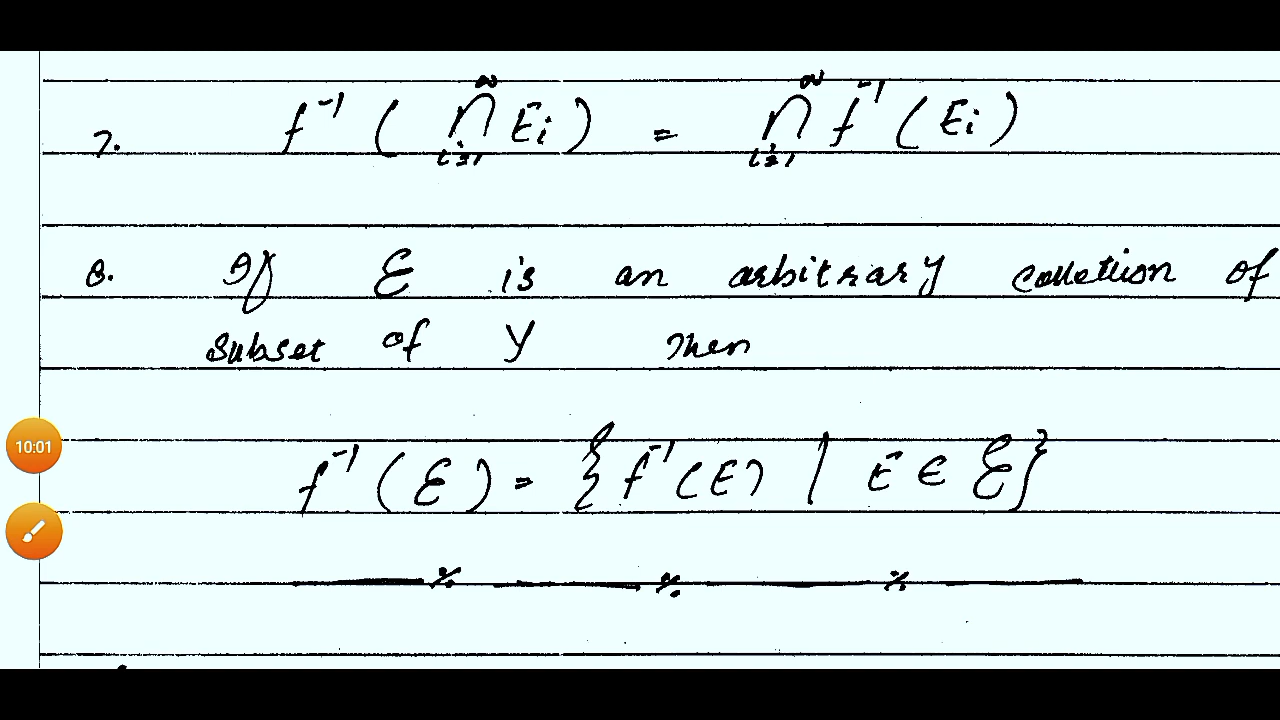 7. f⁻¹ ( ∞⋂i=1 Ei ) = ∞⋂i=1 f⁻¹ ( Ei )
8. If ℰ is an arbitrary collection of
subset of Y Then
f⁻¹ ( ℰ ) = { f⁻¹(E) | E ∈ ℰ }
10:01